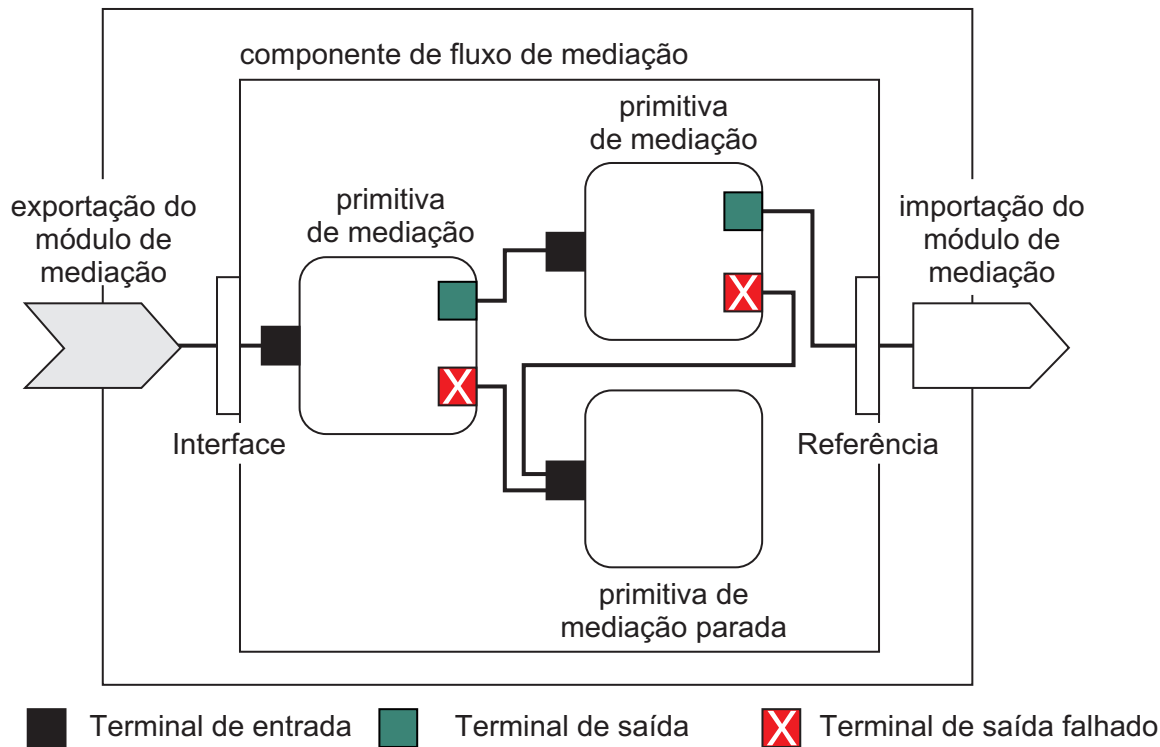 componente de fluxo de mediação
primitiva
de mediação
primitiva
de mediação
exportação do
módulo de
mediação
importação do
módulo de
mediação
Interface
Referência
primitiva de
mediação parada
Terminal de entrada
Terminal de saída
X Terminal de saída falhado